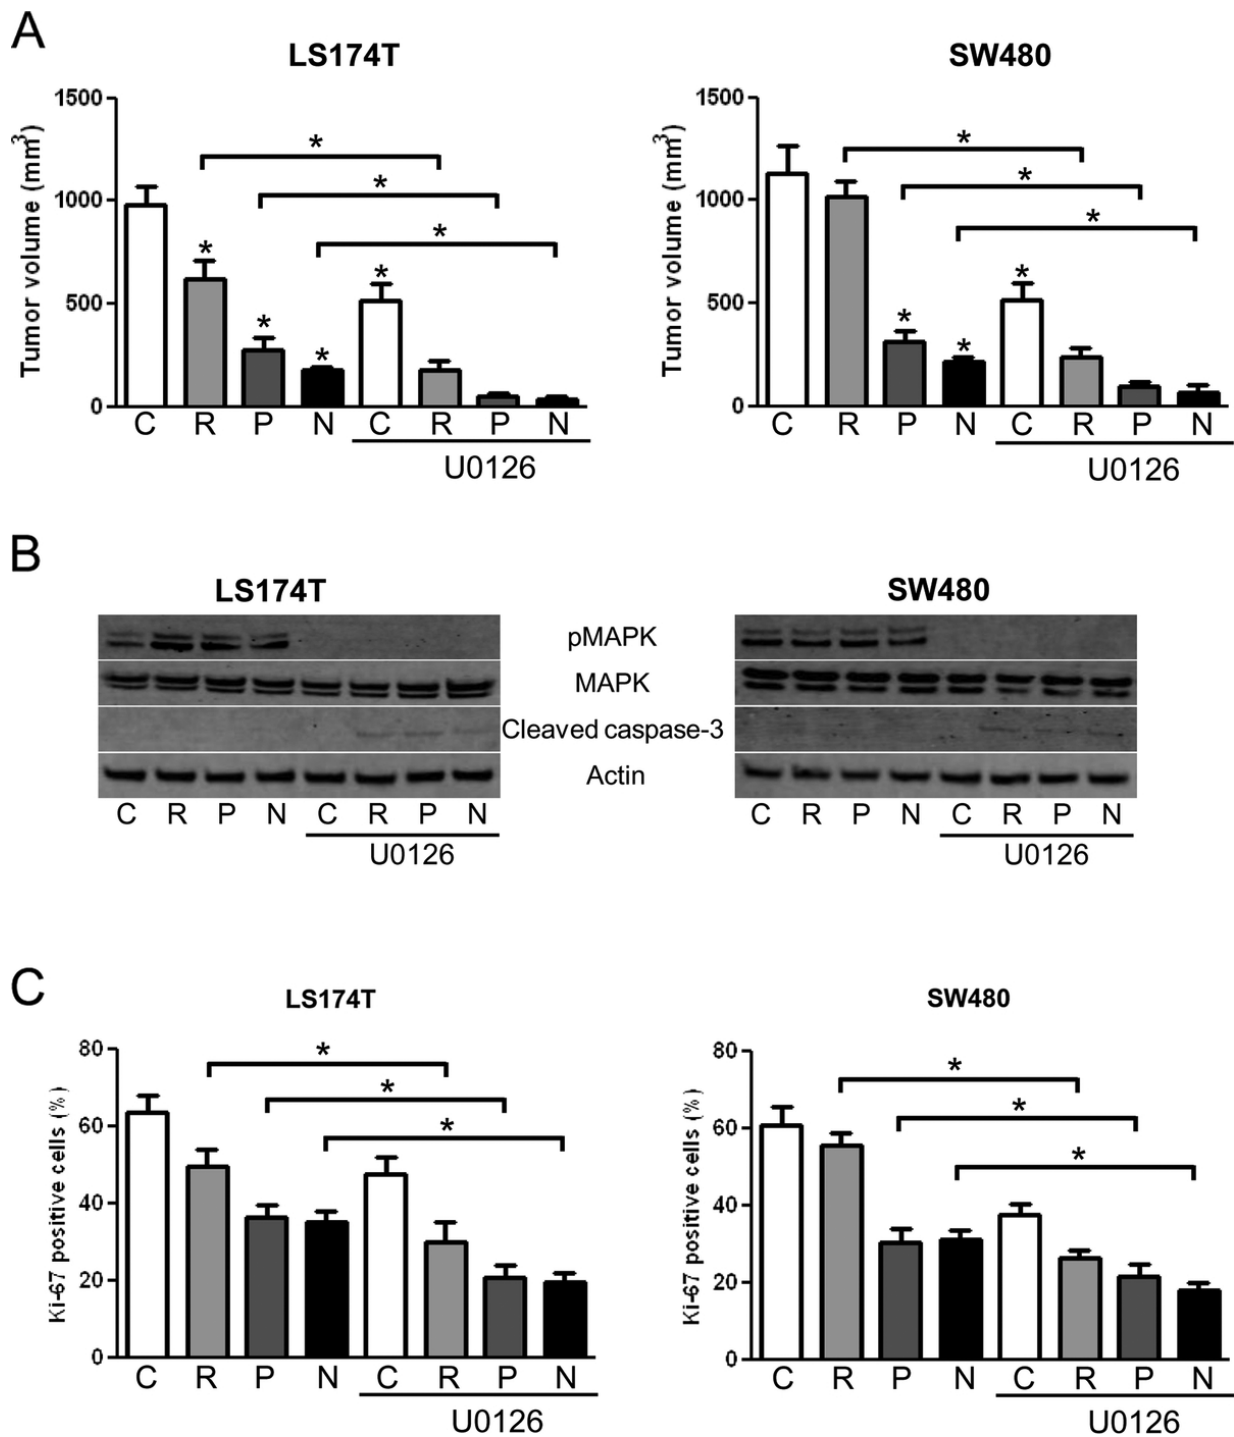 A
LS174T
SW480
Tumor volume (mm3)
1500
1000
500
0
*
*
*
*
*
*
*
C R P N C R P N
U0126
Tumor volume (mm3)
1500
1000
500
0
*
*
*
*
*
*
C R P N C R P N
U0126
B
LS174T
SW480
pMAPK
MAPK
Cleaved caspase-3
Actin
C R P N C R P N
U0126
C R P N C R P N
U0126
C
LS174T
SW480
Ki-67 positive cells (%)
80
60
40
20
0
*
*
*
C R P N C R P N
U0126
Ki-67 positive cells (%)
80
60
40
20
0
*
*
*
C R P N C R P N
U0126